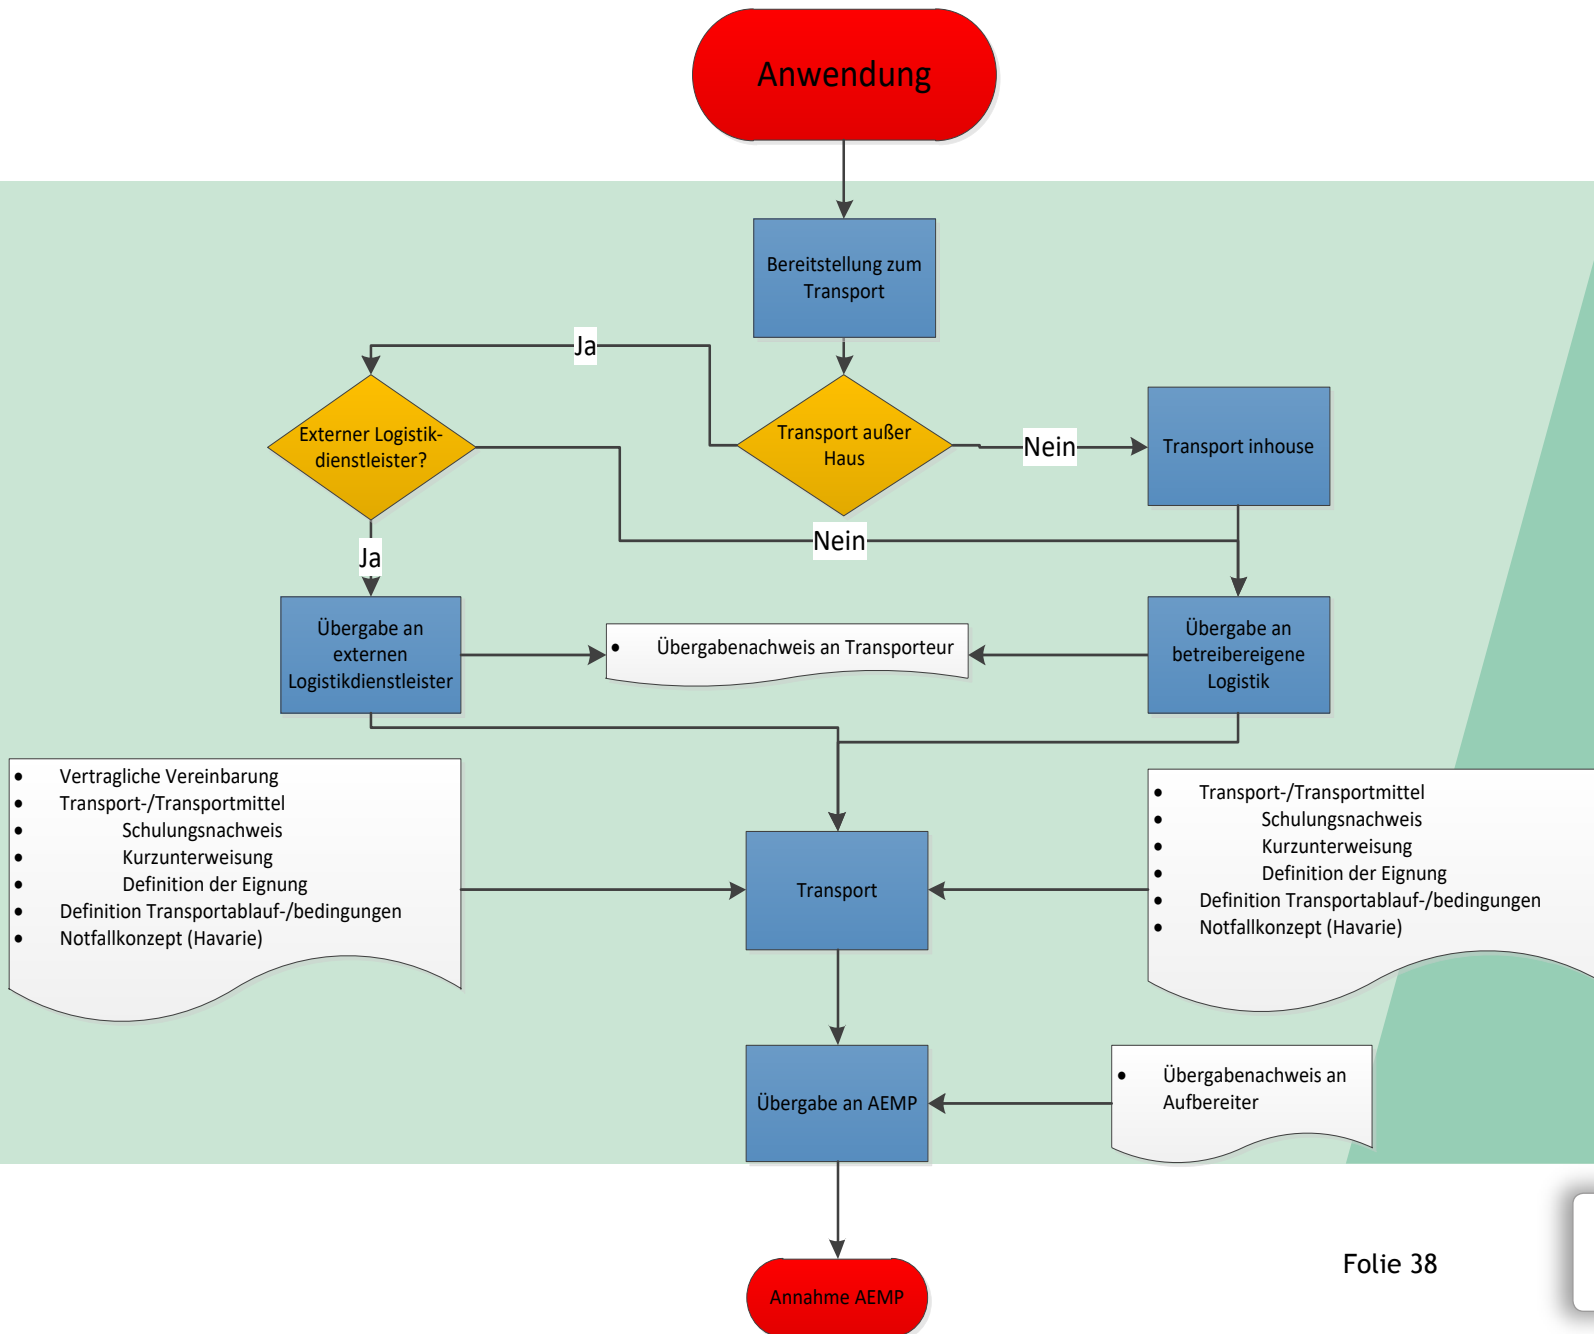 Anwendung
Bereitstellung zum
Transport
Ja
Externer Logistik-
dienstleister?
Transport außer
Haus
Nein
Transport inhouse
Nein
Ja
Übergabe an
externen
Logistikdienstleister
• Übergabenachweis an Transporteur
Übergabe an
betreibereigene
Logistik
• Vertragliche Vereinbarung
• Transport-/Transportmittel
• Schulungsnachweis
• Kurzunterweisung
• Definition der Eignung
• Definition Transportablauf-/bedingungen
• Notfallkonzept (Havarie)
Transport
• Transport-/Transportmittel
• Schulungsnachweis
• Kurzunterweisung
• Definition der Eignung
• Definition Transportablauf-/bedingungen
• Notfallkonzept (Havarie)
Übergabe an AEMP
• Übergabenachweis an
Aufbereiter
Annahme AEMP
Folie 38